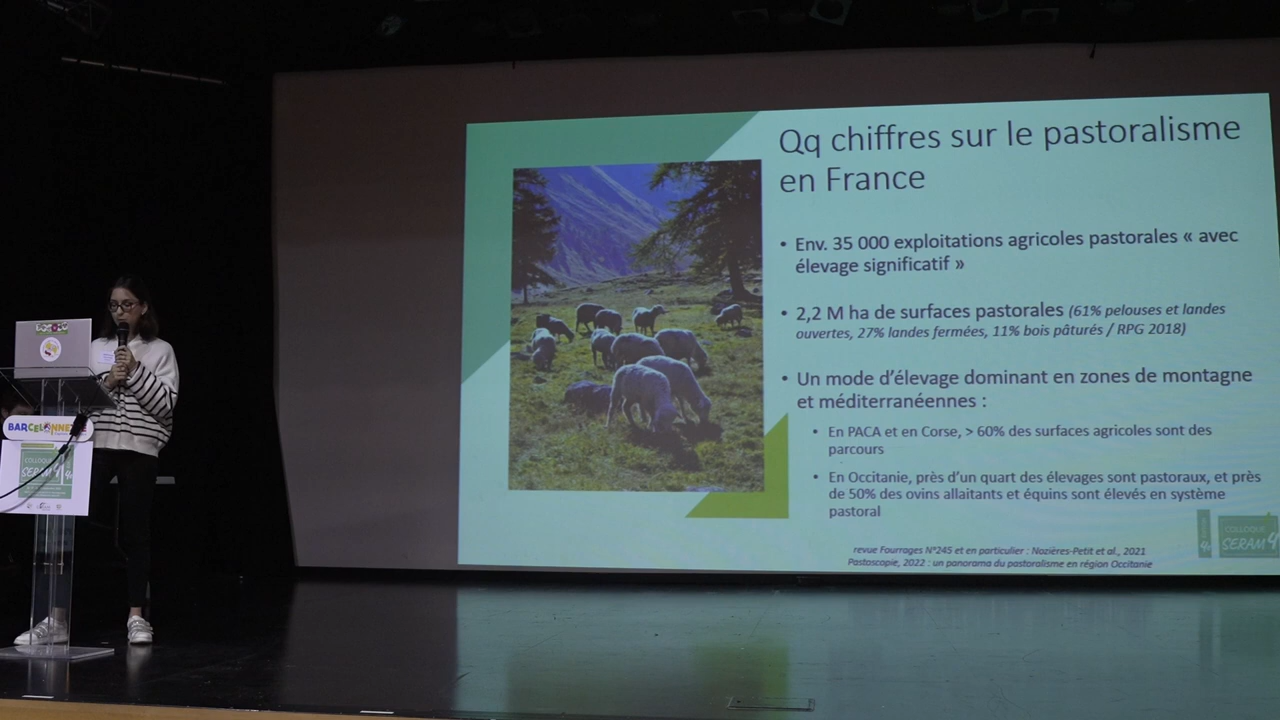 Qq chiffres sur le pastoralisme
en France
• Env. 35 000 exploitations agricoles pastorales « avec
élevage significatif »
• 2,2 M ha de surfaces pastorales (61% pelouses et landes
ouvertes, 27% landes fermées, 11% bois pâturés / RPG 2018)
• Un mode d'élevage dominant en zones de montagne
et méditerranéennes :
• En PACA et en Corse, > 60% des surfaces agricoles sont des
parcours
• En Occitanie, près d'un quart des élevages sont pastoraux, et près
de 50% des ovins allaitants et équins sont élevés en système
pastoral
revue Fourrages N°245 et en particulier : Nozières-Petit et al., 2021
Pastoscopie, 2022 : un panorama du pastoralisme en région Occitanie
COLLOQUE
SERAM
BARCELONNETTE
COLLOQUE
SERAM